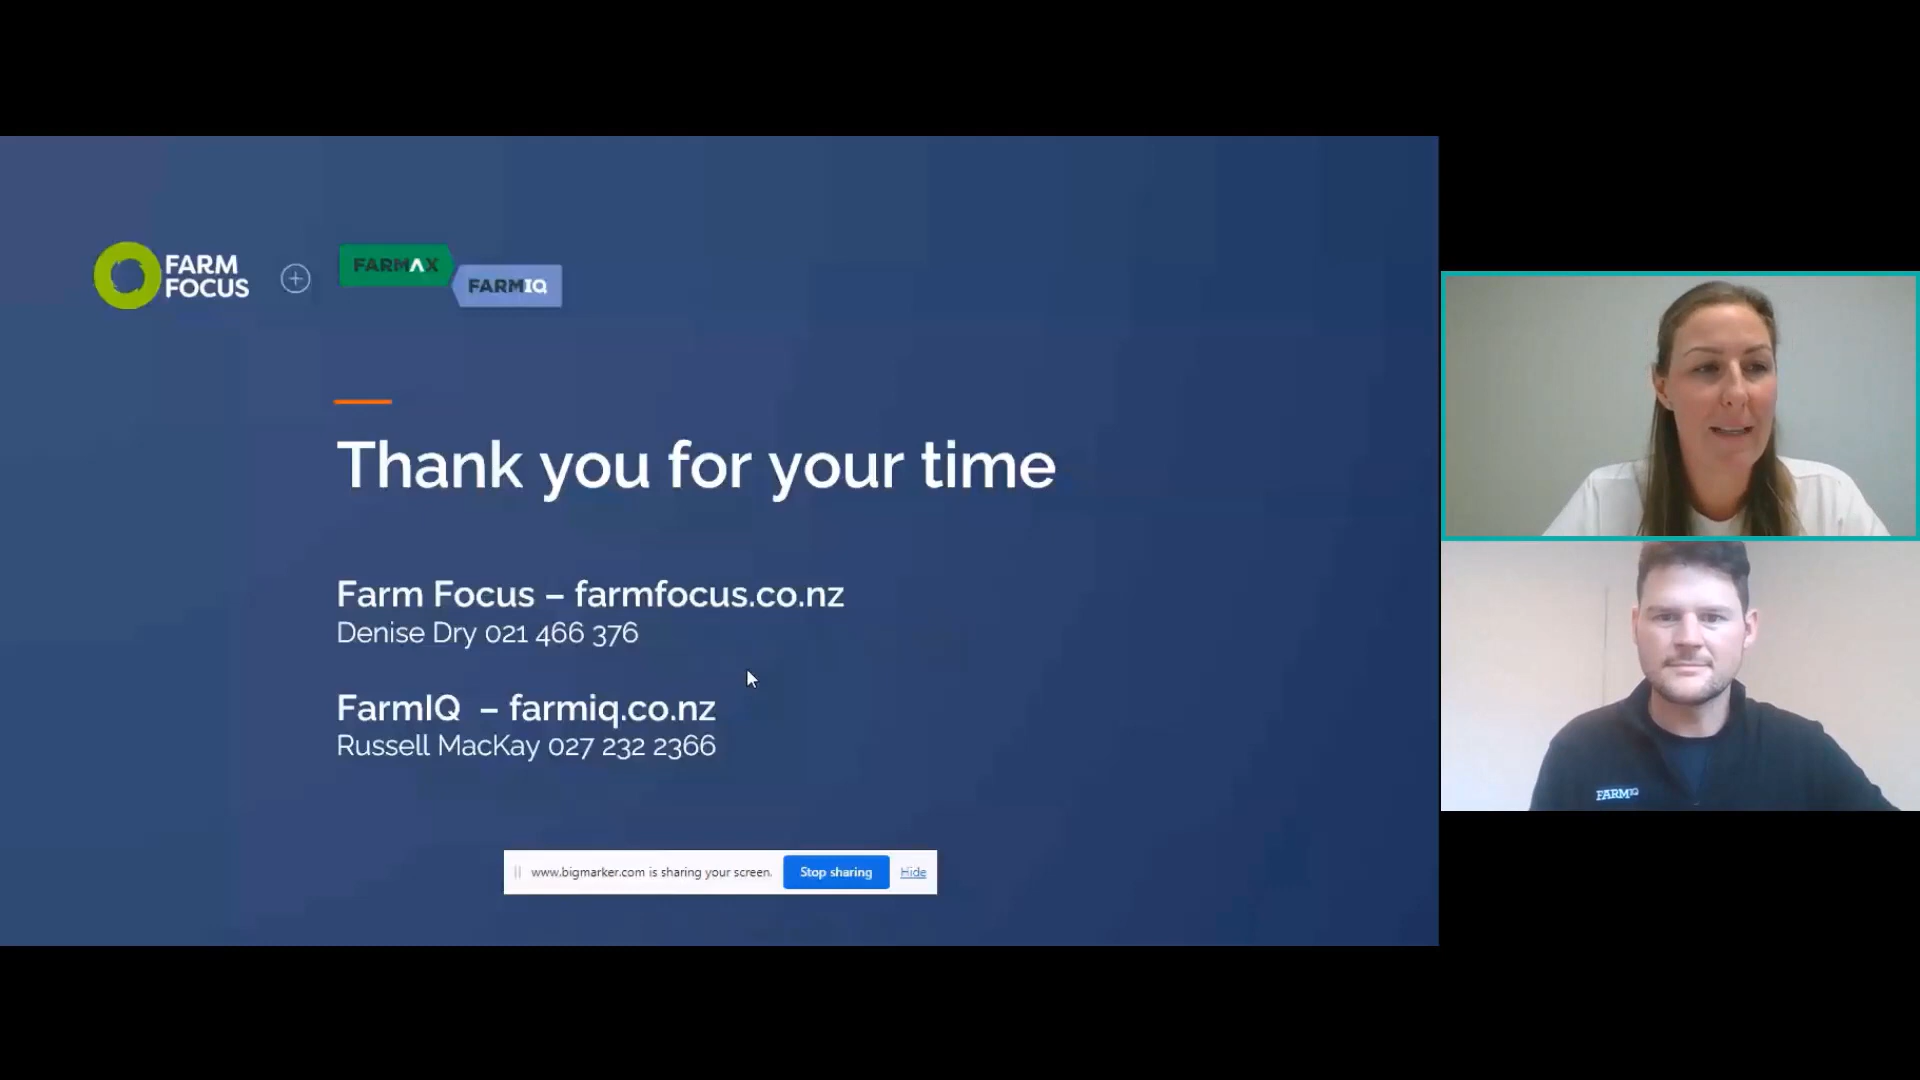 FARM
FOCUS
FARMAX
FARMIQ
Thank you for your time
Farm Focus – farmfocus.co.nz
Denise Dry 021 466 376
FarmIQ – farmiq.co.nz
Russell MacKay 027 232 2366
www.bigmarker.com is sharing your screen.
Stop sharing
Hide
FARMIQ